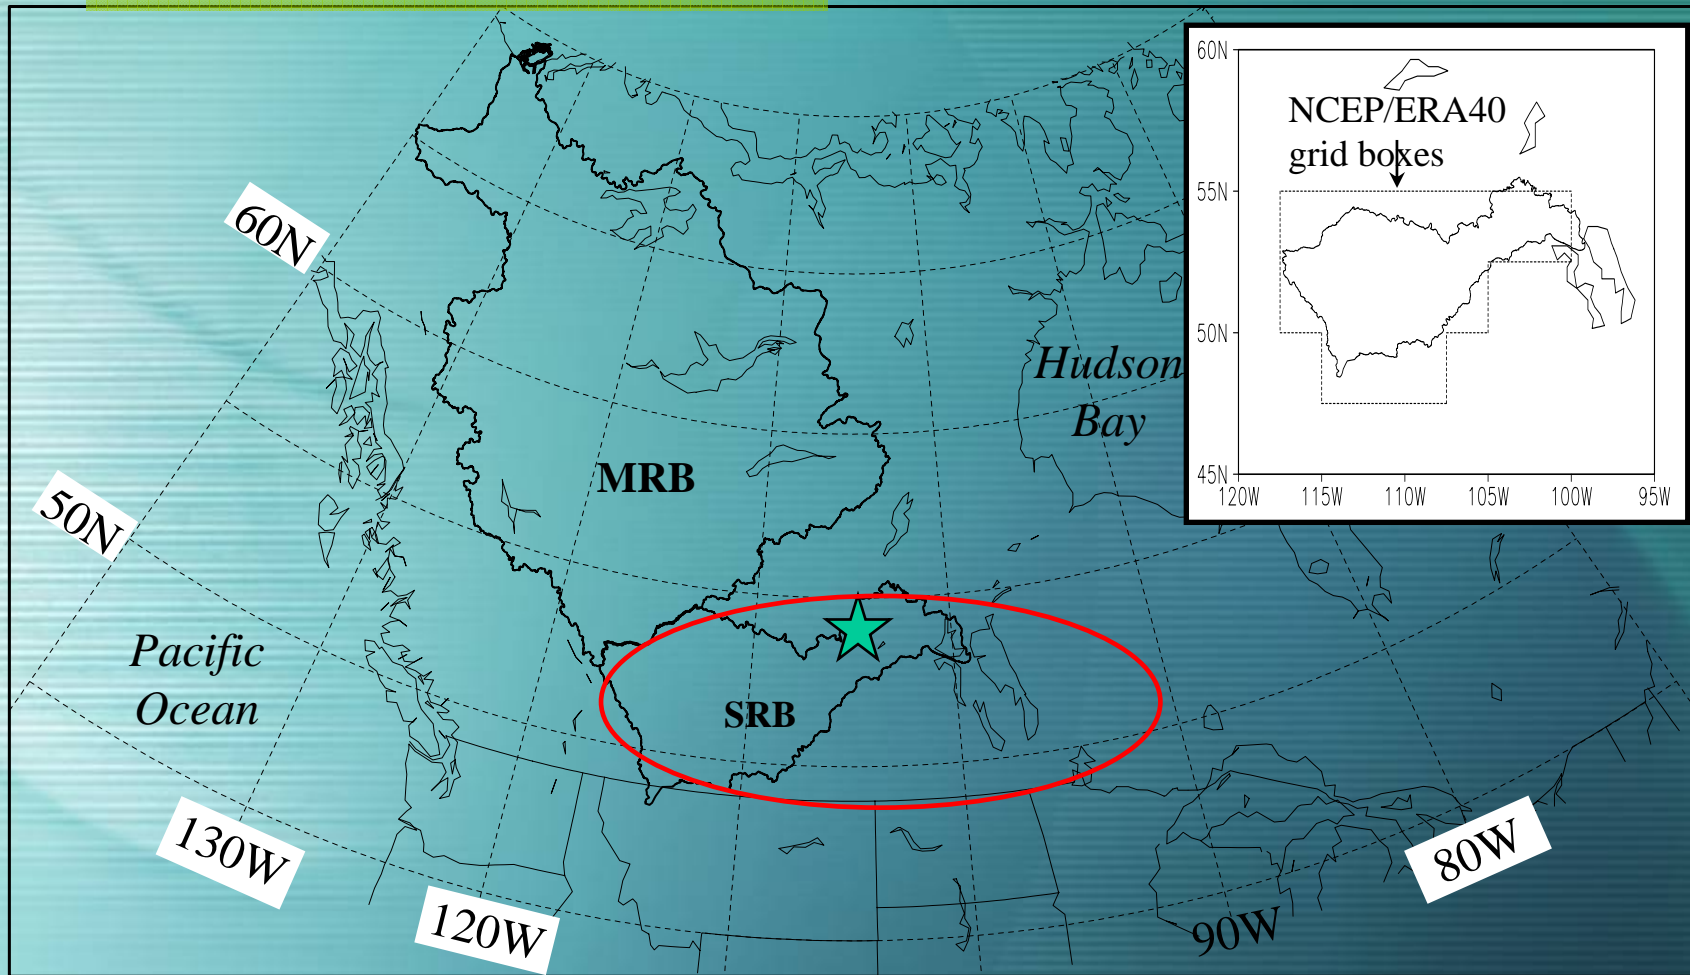 60N
NCEP/ERA40
grid boxes
55N
50N
45N
120W 115W 110W 105W 100W 95W
60N
Hudson
Bay
MRB
50N
Pacific
Ocean
SRB
130W
120W
90W
80W